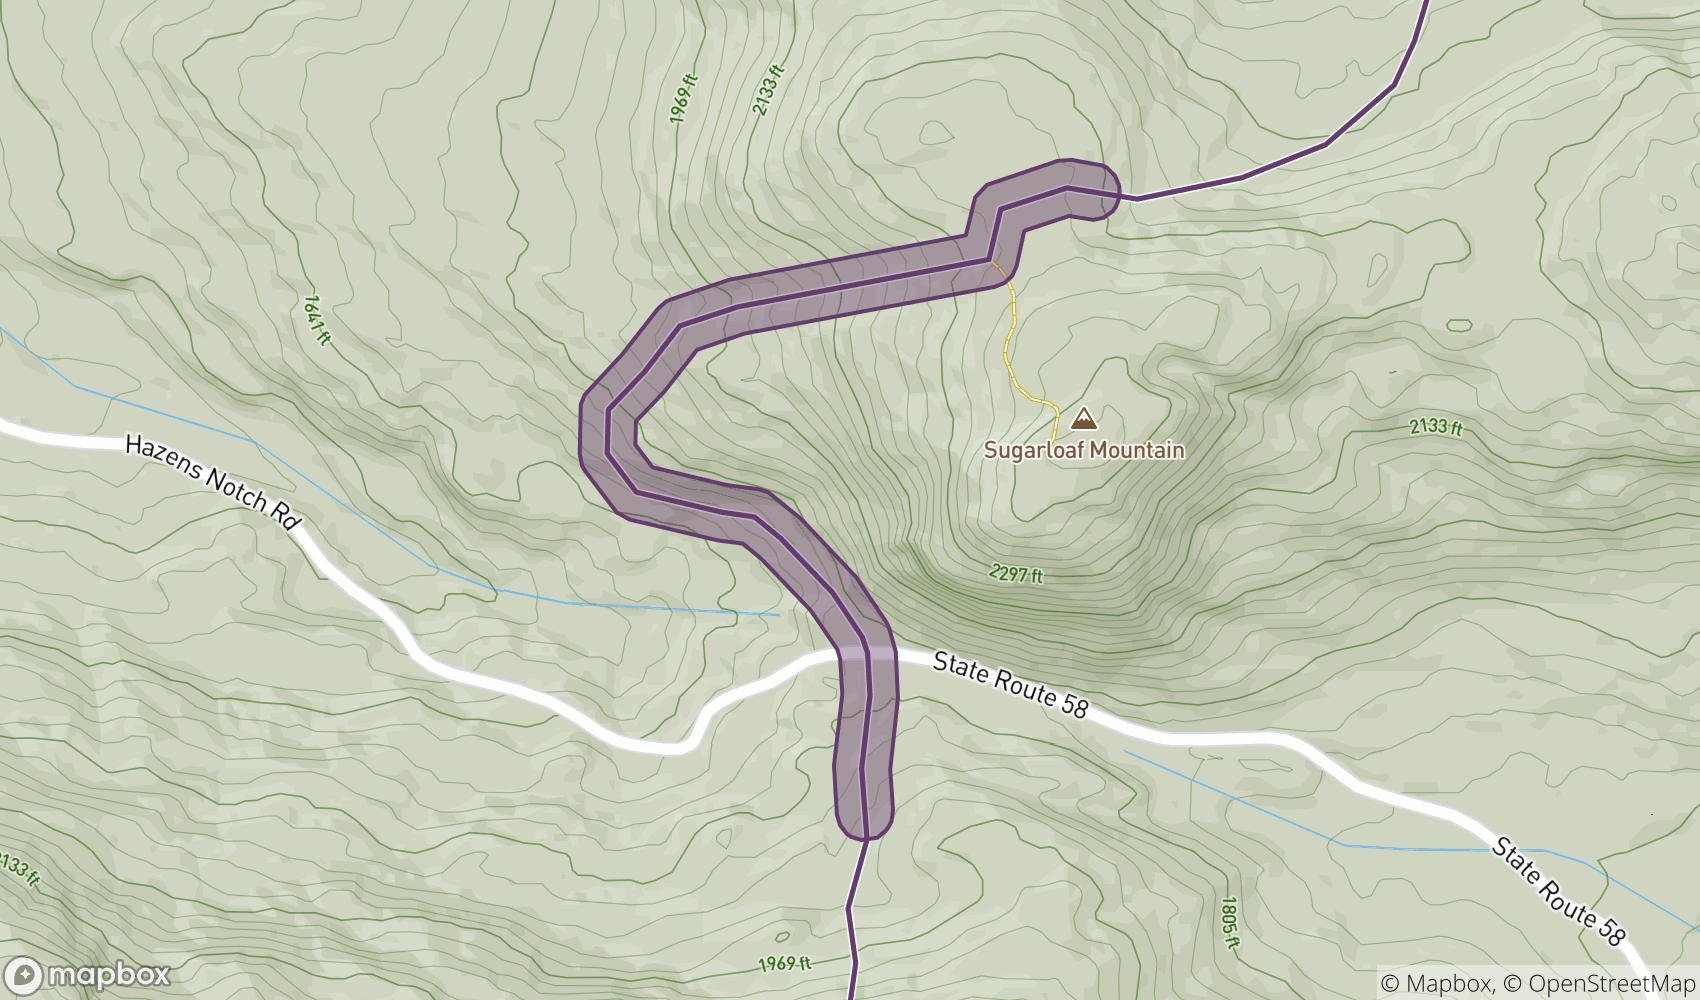 1969 ft
2133 ft
1641 ft
Hazens Notch Rd
Sugarloaf Mountain
2133 ft
2297 ft
State Route 58
State Route 58
2133 ft
1805 ft
1969 ft
mapbox
© Mapbox, © OpenStreetMap